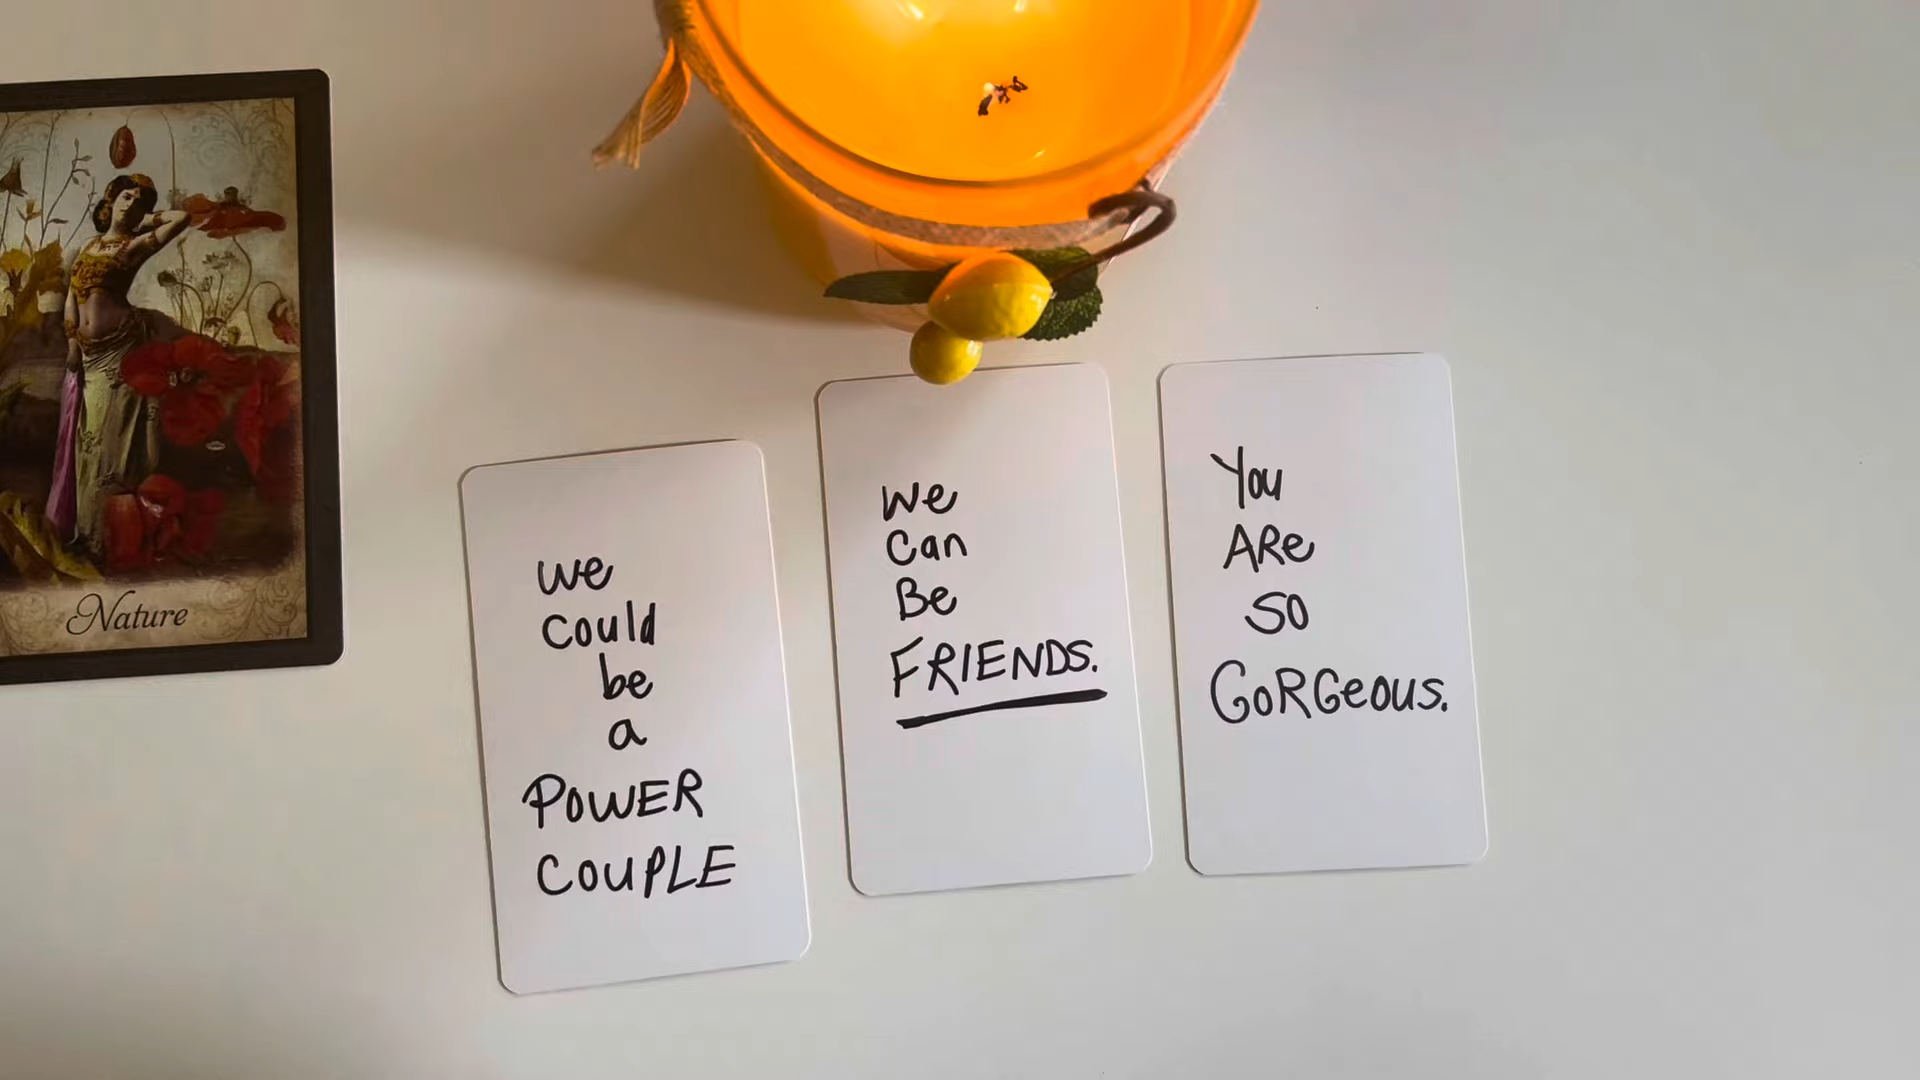 Nature
we
could
be
a
POWER
COUPLE
We
Can
Be
FRIENDS.
You
ARe
SO
GoRGeous.